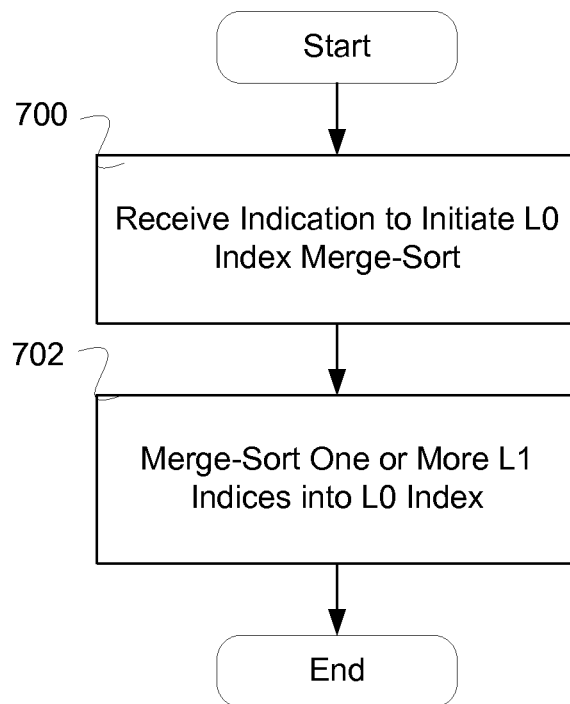 Start
700
Receive Indication to Initiate L0
Index Merge-Sort
702
Merge-Sort One or More L1
Indices into L0 Index
End